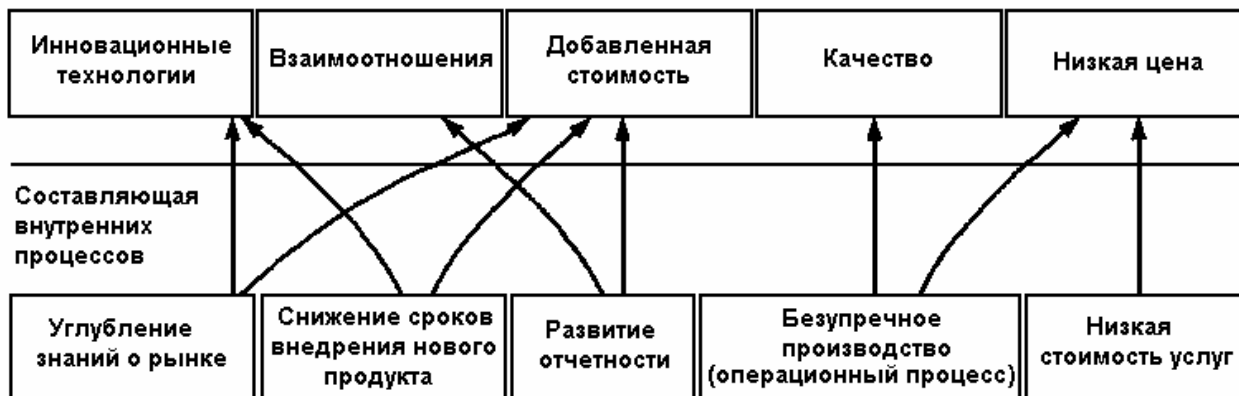 Инновационные
технологии
Взаимоотношения
Добавленная
стоимость
Качество
Низкая цена
Составляющая
внутренних
процессов
Углубление
знаний о рынке
Снижение сроков
внедрения нового
продукта
Развитие
отчетности
Безупречное
производство
(операционный процесс)
Низкая
стоимость услуг